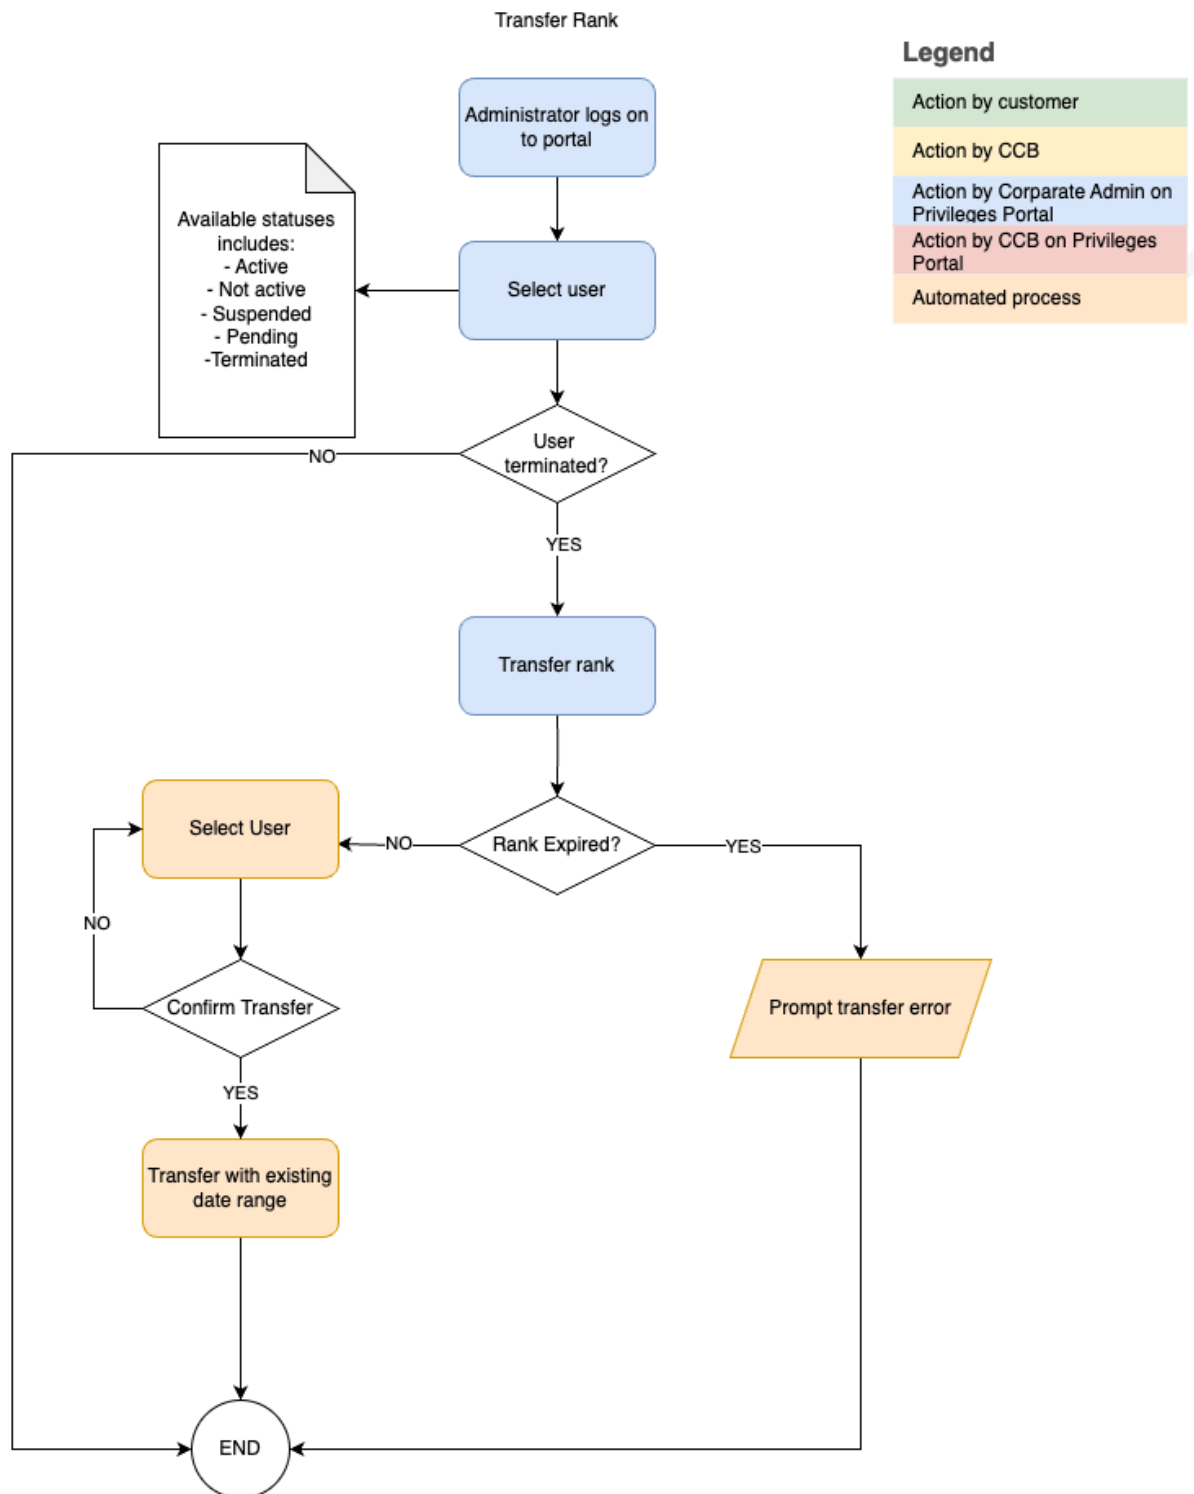 Transfer Rank
Legend
Action by customer
Action by CCB
Action by Corparate Admin on
Privileges Portal
Action by CCB on Privileges
Portal
Automated process
Administrator logs on
to portal
Available statuses
includes:
- Active
- Not active
- Suspended
- Pending
-Terminated
Select user
User
terminated?
NO
YES
Transfer rank
Rank Expired?
NO
YES
Select User
NO
Confirm Transfer
Prompt transfer error
YES
Transfer with existing
date range
END